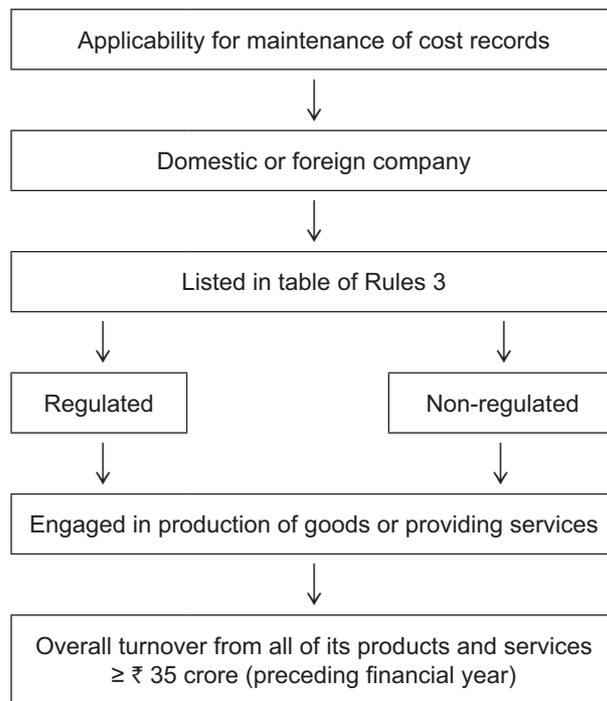 Applicability for maintenance of cost records
Domestic or foreign company
Listed in table of Rules 3
Regulated
Non-regulated
Engaged in production of goods or providing services
Overall turnover from all of its products and services
≥ ₹ 35 crore (preceding financial year)